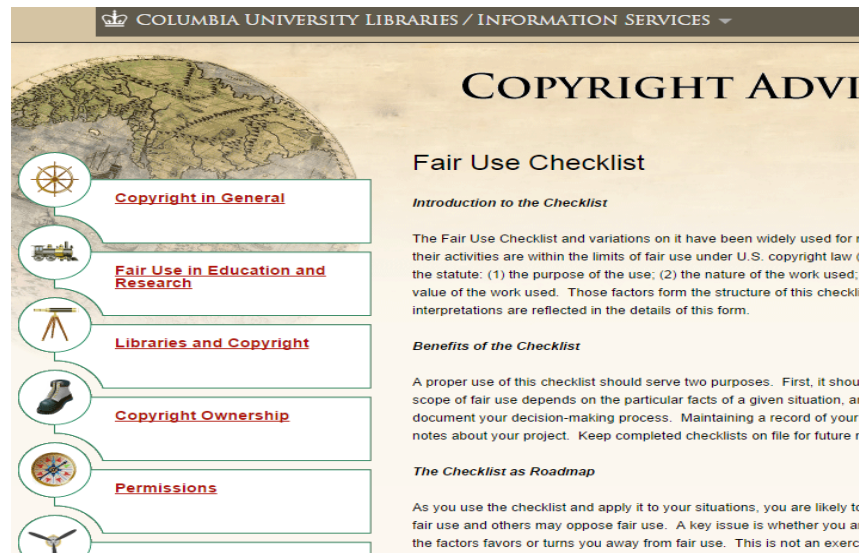 COLUMBIA UNIVERSITY LIBRARIES / INFORMATION SERVICES
COPYRIGHT ADVI
Copyright in General
Fair Use in Education and
Research
Libraries and Copyright
Copyright Ownership
Permissions
Fair Use Checklist
Introduction to the Checklist
The Fair Use Checklist and variations on it have been widely used for
their activities are within the limits of fair use under U.S. copyright law (
the statute: (1) the purpose of the use; (2) the nature of the work used;
value of the work used. Those factors form the structure of this checkli
interpretations are reflected in the details of this form.
Benefits of the Checklist
A proper use of this checklist should serve two purposes. First, it shou
scope of fair use depends on the particular facts of a given situation, a
document your decision-making process. Maintaining a record of your
notes about your project. Keep completed checklists on file for future
The Checklist as Roadmap
As you use the checklist and apply it to your situations, you are likely to
fair use and others may oppose fair use. A key issue is whether you a
the factors favors or turns you away from fair use. This is not an exerc